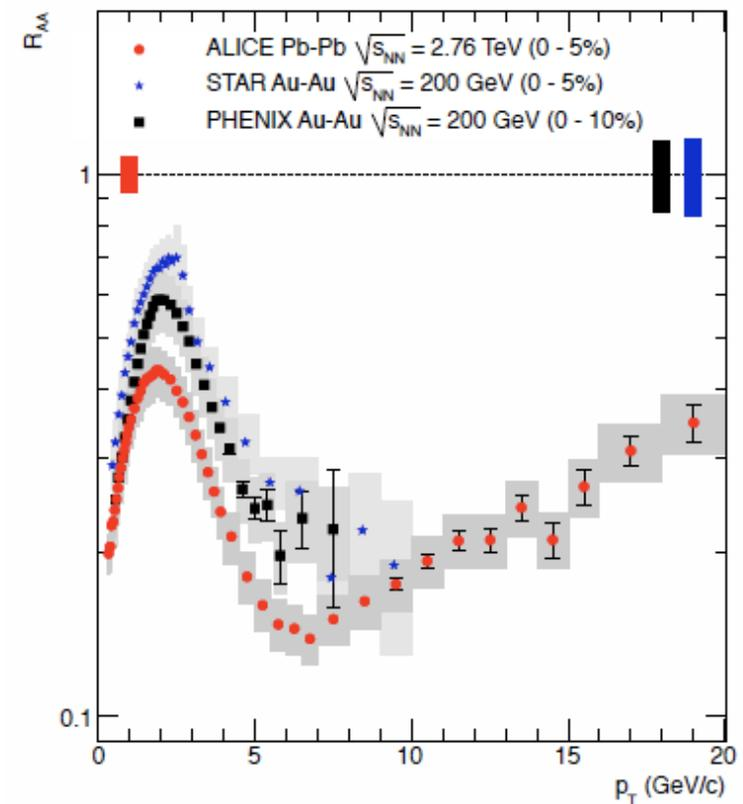 R_AA
ALICE Pb-Pb √s_NN = 2.76 TeV (0 - 5%)
STAR Au-Au √s_NN = 200 GeV (0 - 5%)
PHENIX Au-Au √s_NN = 200 GeV (0 - 10%)
1
0.1
0 5 10 15 20
p_T (GeV/c)